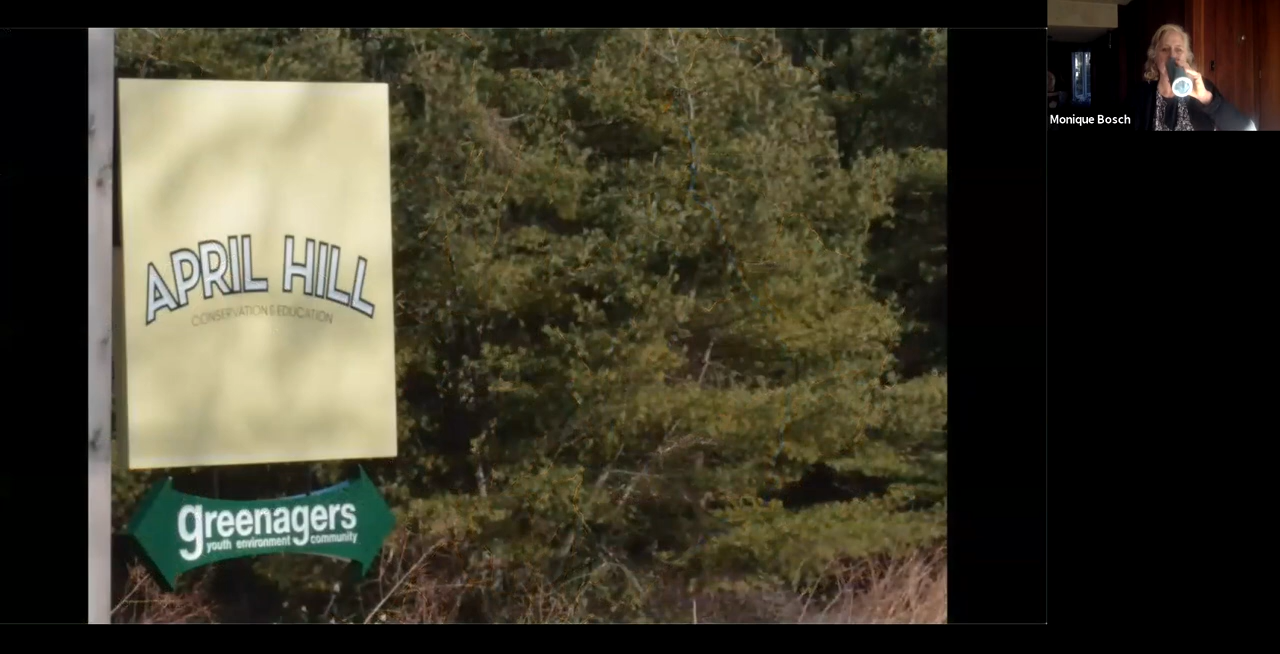 APRIL HILL
CONSERVATION & EDUCATION
greenagers
youth environment community
Monique Bosch